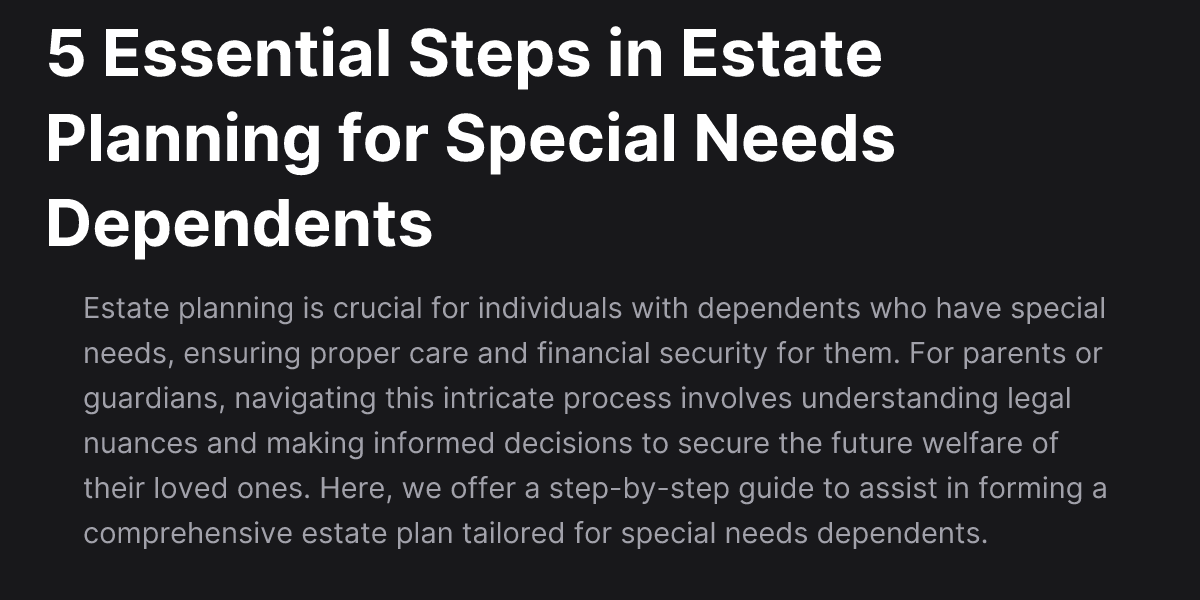 5 Essential Steps in Estate
Planning for Special Needs
Dependents
Estate planning is crucial for individuals with dependents who have special
needs, ensuring proper care and financial security for them. For parents or
guardians, navigating this intricate process involves understanding legal
nuances and making informed decisions to secure the future welfare of
their loved ones. Here, we offer a step-by-step guide to assist in forming a
comprehensive estate plan tailored for special needs dependents.